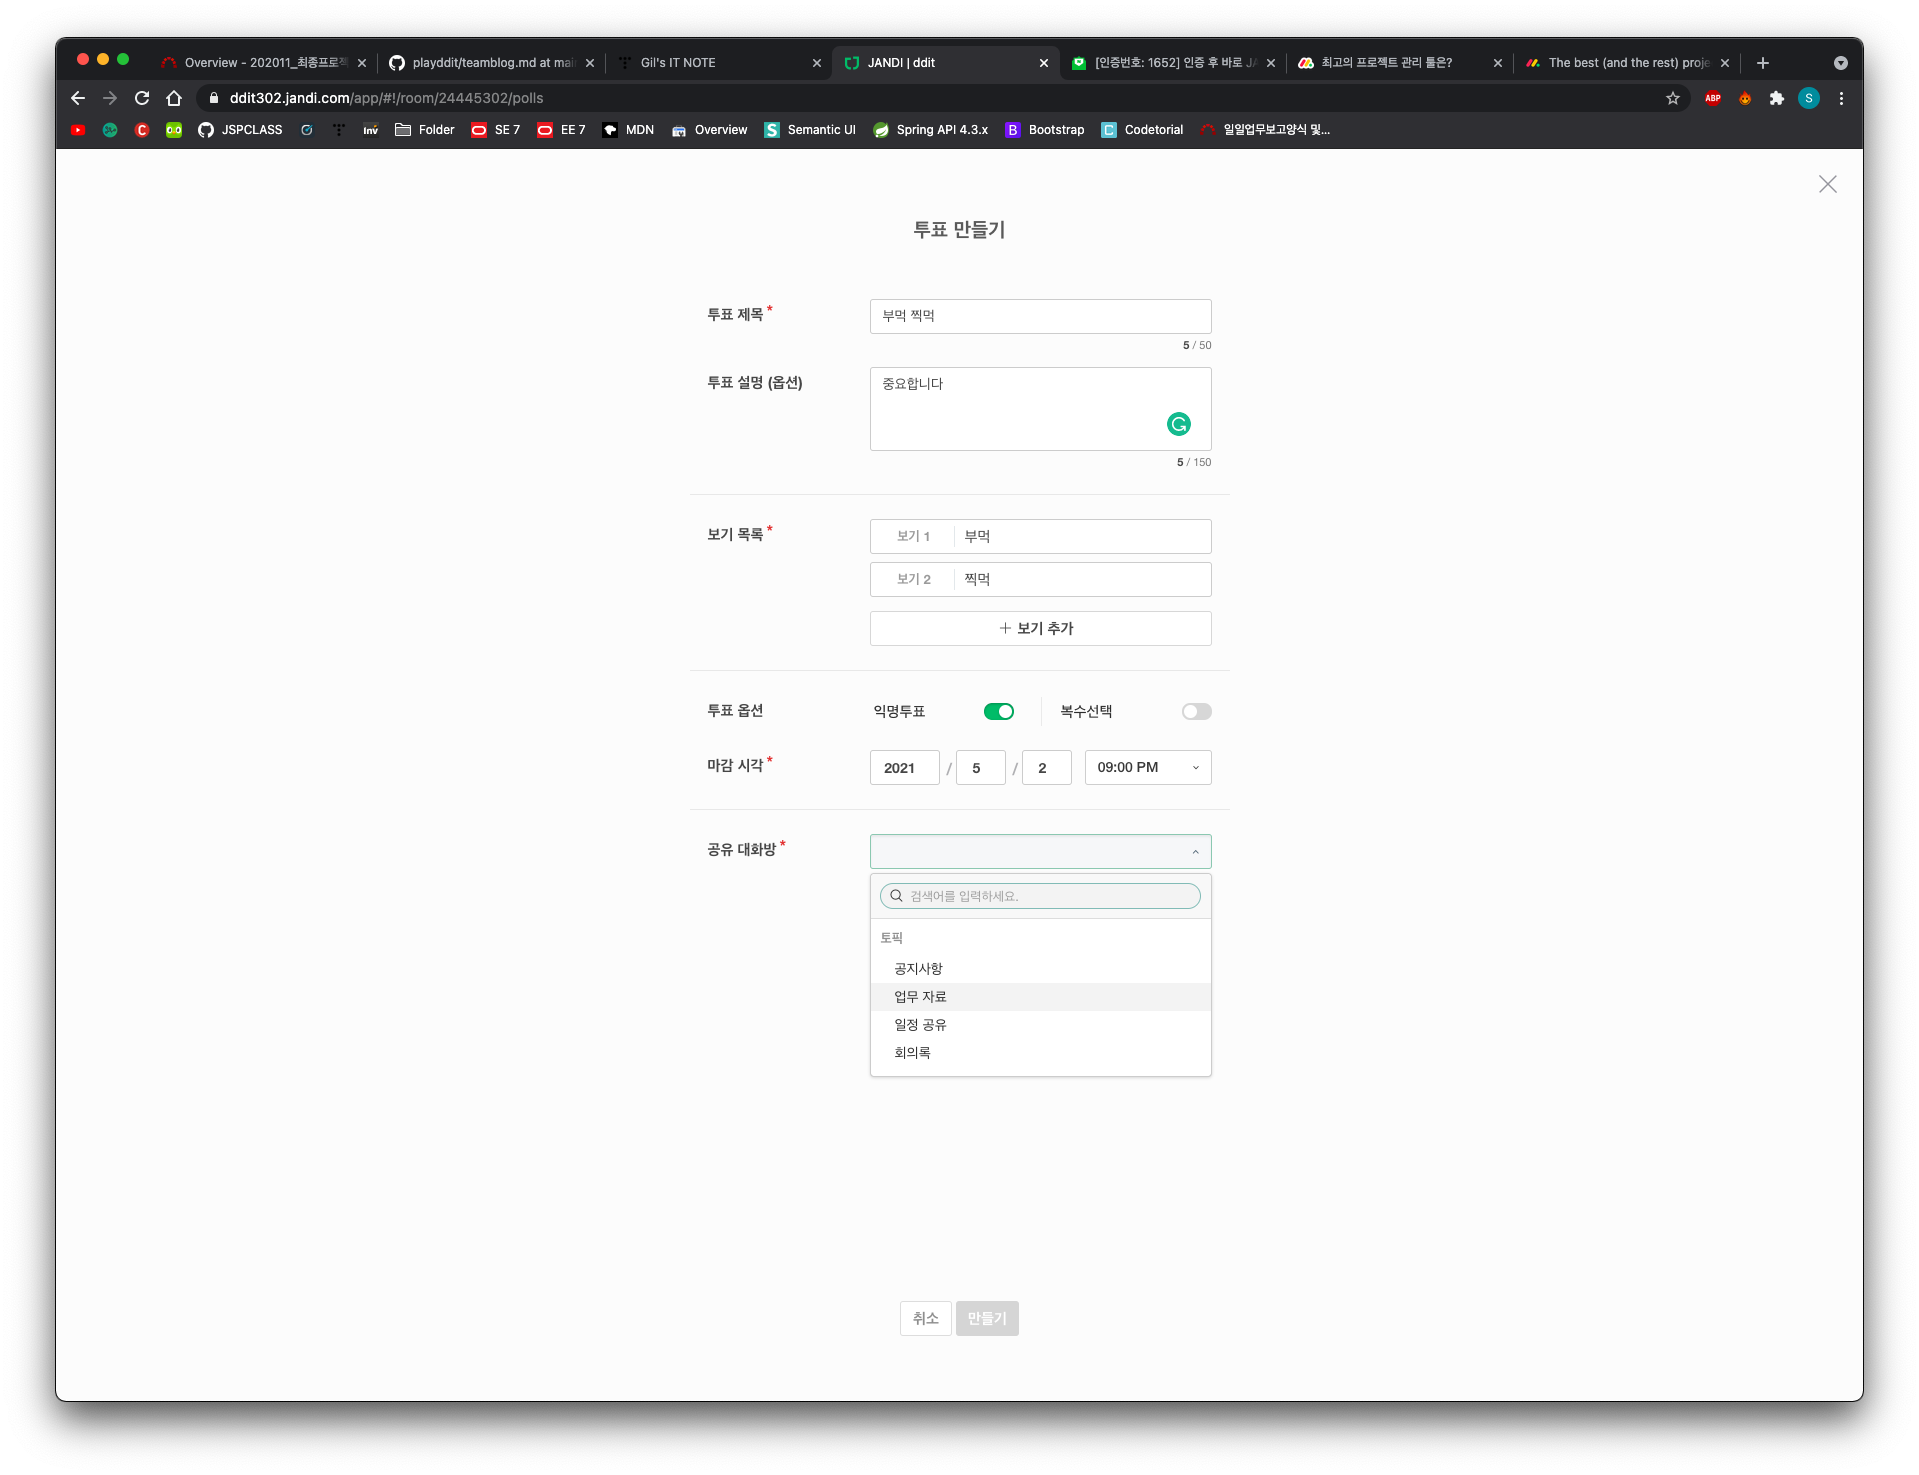 Overview - 202011_최종프로젝
playddit/teamblog.md at mai
Gil's IT NOTE
JANDI | ddit
[인증번호: 1652] 인증 후 바로 JA
최고의 프로젝트 관리 툴은?
The best (and the rest) proje
ddit302.jandi.com/app/#!/room/24445302/polls
ABP
S
JSPCLASS
Inv
Folder
SE 7
EE 7
MDN
Overview
Semantic UI
Spring API 4.3.x
Bootstrap
Codetorial
일일업무보고양식 및...
투표 만들기
투표 제목 *
부먹 찍먹
5 / 50
투표 설명 (옵션)
중요합니다
5 / 150
보기 목록 *
보기 1 부먹
보기 2 찍먹
+ 보기 추가
투표 옵션
익명투표
복수선택
마감 시각 *
2021 / 5 / 2
09:00 PM
공유 대화방 *
검색어를 입력하세요.
토픽
공지사항
업무 자료
일정 공유
회의록
취소
만들기